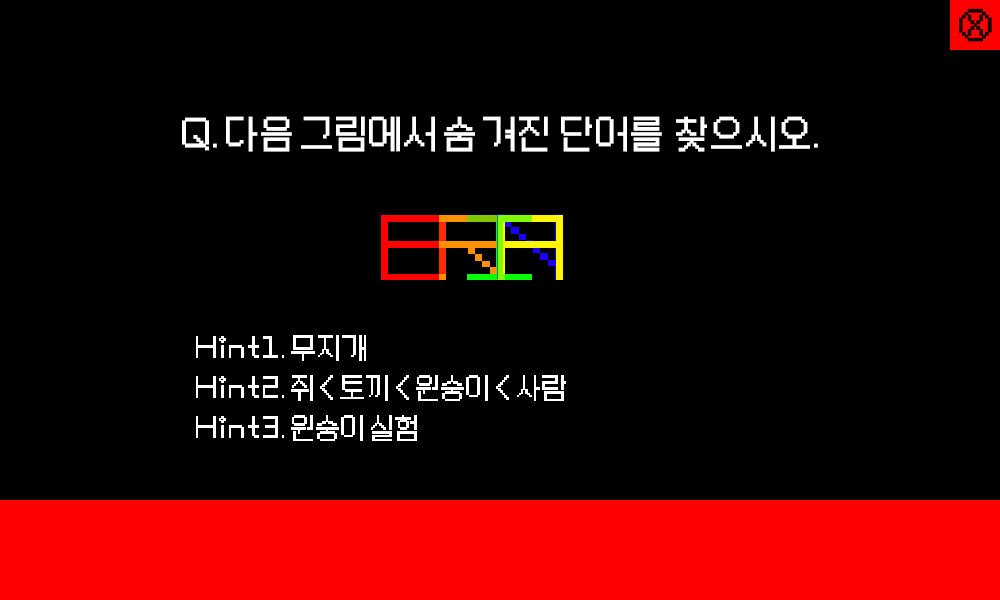 Q. 다음 그림에서 숨겨진 단어를 찾으시오.
Hint1. 무지개
Hint2. 쥐<토끼<원숭이<사람
Hint3. 원숭이 실험